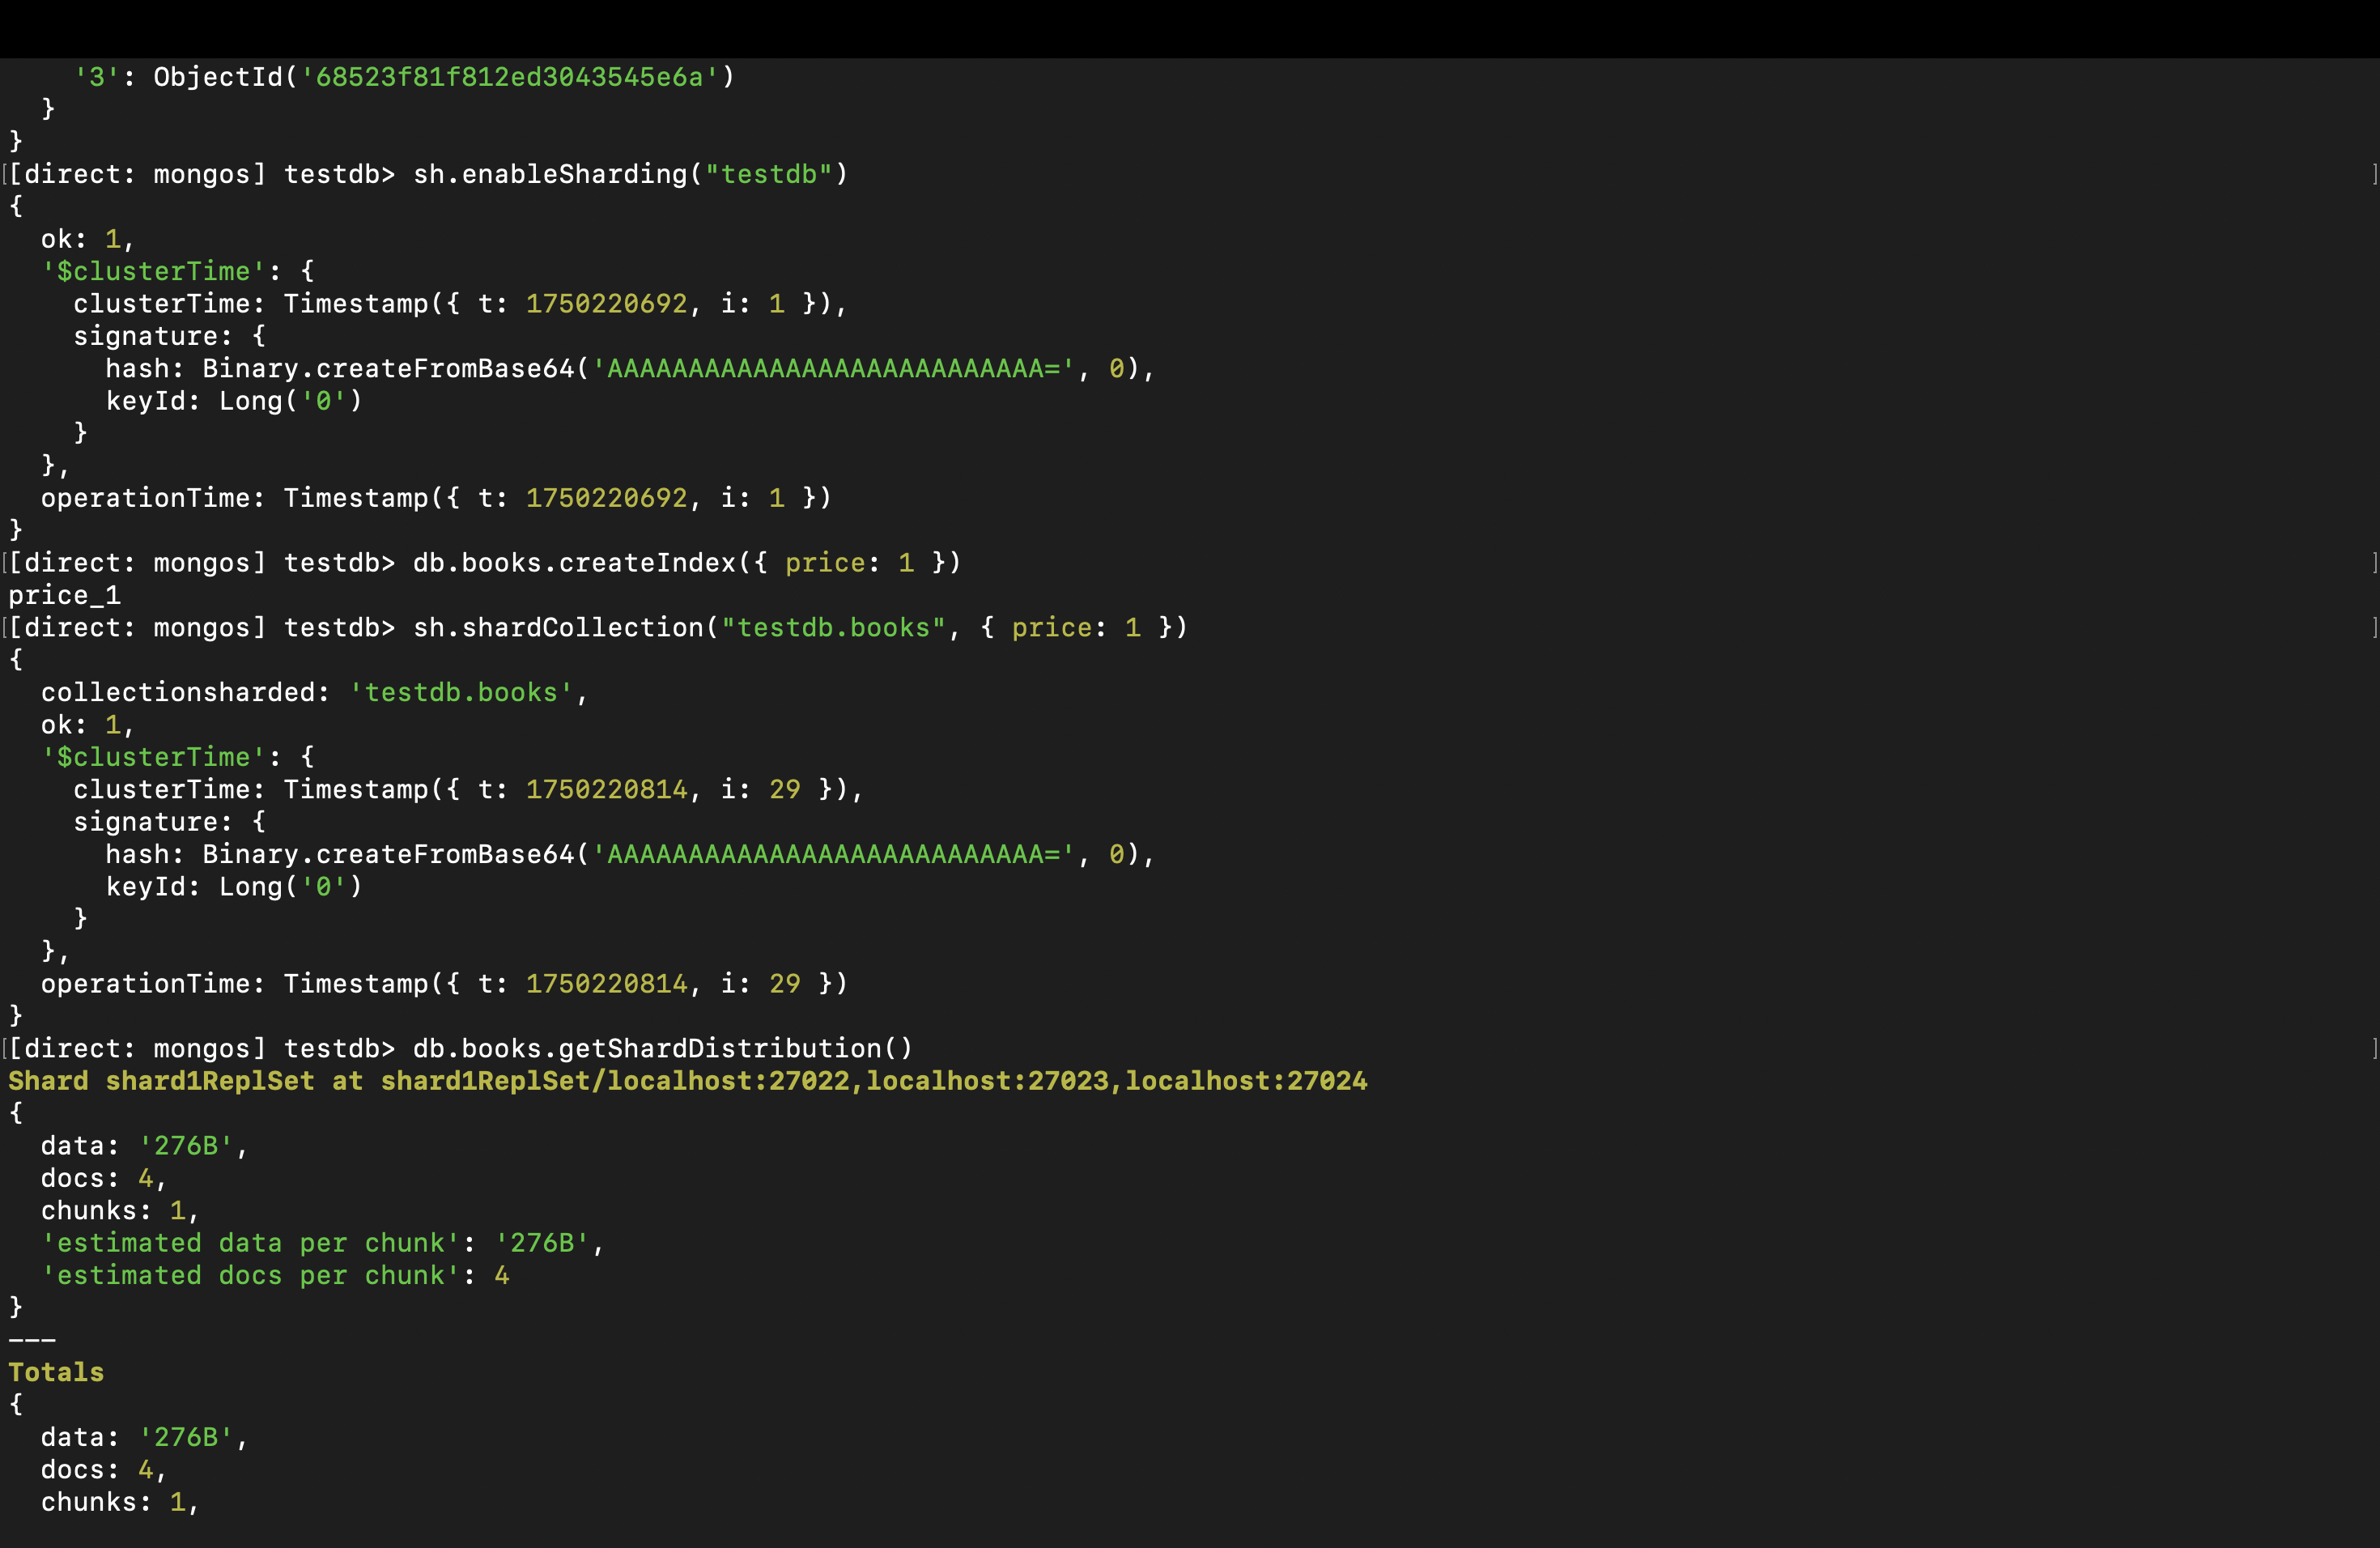 '3': ObjectId('68523f81f812ed3043545e6a')
  }
}
[[direct: mongos] testdb> sh.enableSharding("testdb") ]
{
  ok: 1,
  '$clusterTime': {
    clusterTime: Timestamp({ t: 1750220692, i: 1 }),
    signature: {
      hash: Binary.createFromBase64('AAAAAAAAAAAAAAAAAAAAAAAAAAA=', 0),
      keyId: Long('0')
    }
  },
  operationTime: Timestamp({ t: 1750220692, i: 1 })
}
[[direct: mongos] testdb> db.books.createIndex({ price: 1 }) ]
price_1
[[direct: mongos] testdb> sh.shardCollection("testdb.books", { price: 1 }) ]
{
  collectionsharded: 'testdb.books',
  ok: 1,
  '$clusterTime': {
    clusterTime: Timestamp({ t: 1750220814, i: 29 }),
    signature: {
      hash: Binary.createFromBase64('AAAAAAAAAAAAAAAAAAAAAAAAAAA=', 0),
      keyId: Long('0')
    }
  },
  operationTime: Timestamp({ t: 1750220814, i: 29 })
}
[[direct: mongos] testdb> db.books.getShardDistribution() ]
Shard shard1ReplSet at shard1ReplSet/localhost:27022,localhost:27023,localhost:27024
{
  data: '276B',
  docs: 4,
  chunks: 1,
  'estimated data per chunk': '276B',
  'estimated docs per chunk': 4
}
---
Totals
{
  data: '276B',
  docs: 4,
  chunks: 1,